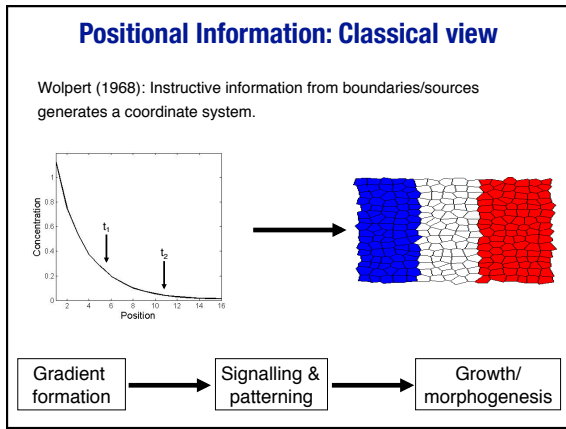 Positional Information: Classical view
Wolpert (1968): Instructive information from boundaries/sources
generates a coordinate system.
1
0.8
0.6
0.4
0.2
0
Concentration
t1
t2
2 4 6 8 10 12 14 16
Position
Gradient
formation
Signalling &
patterning
Growth/
morphogenesis